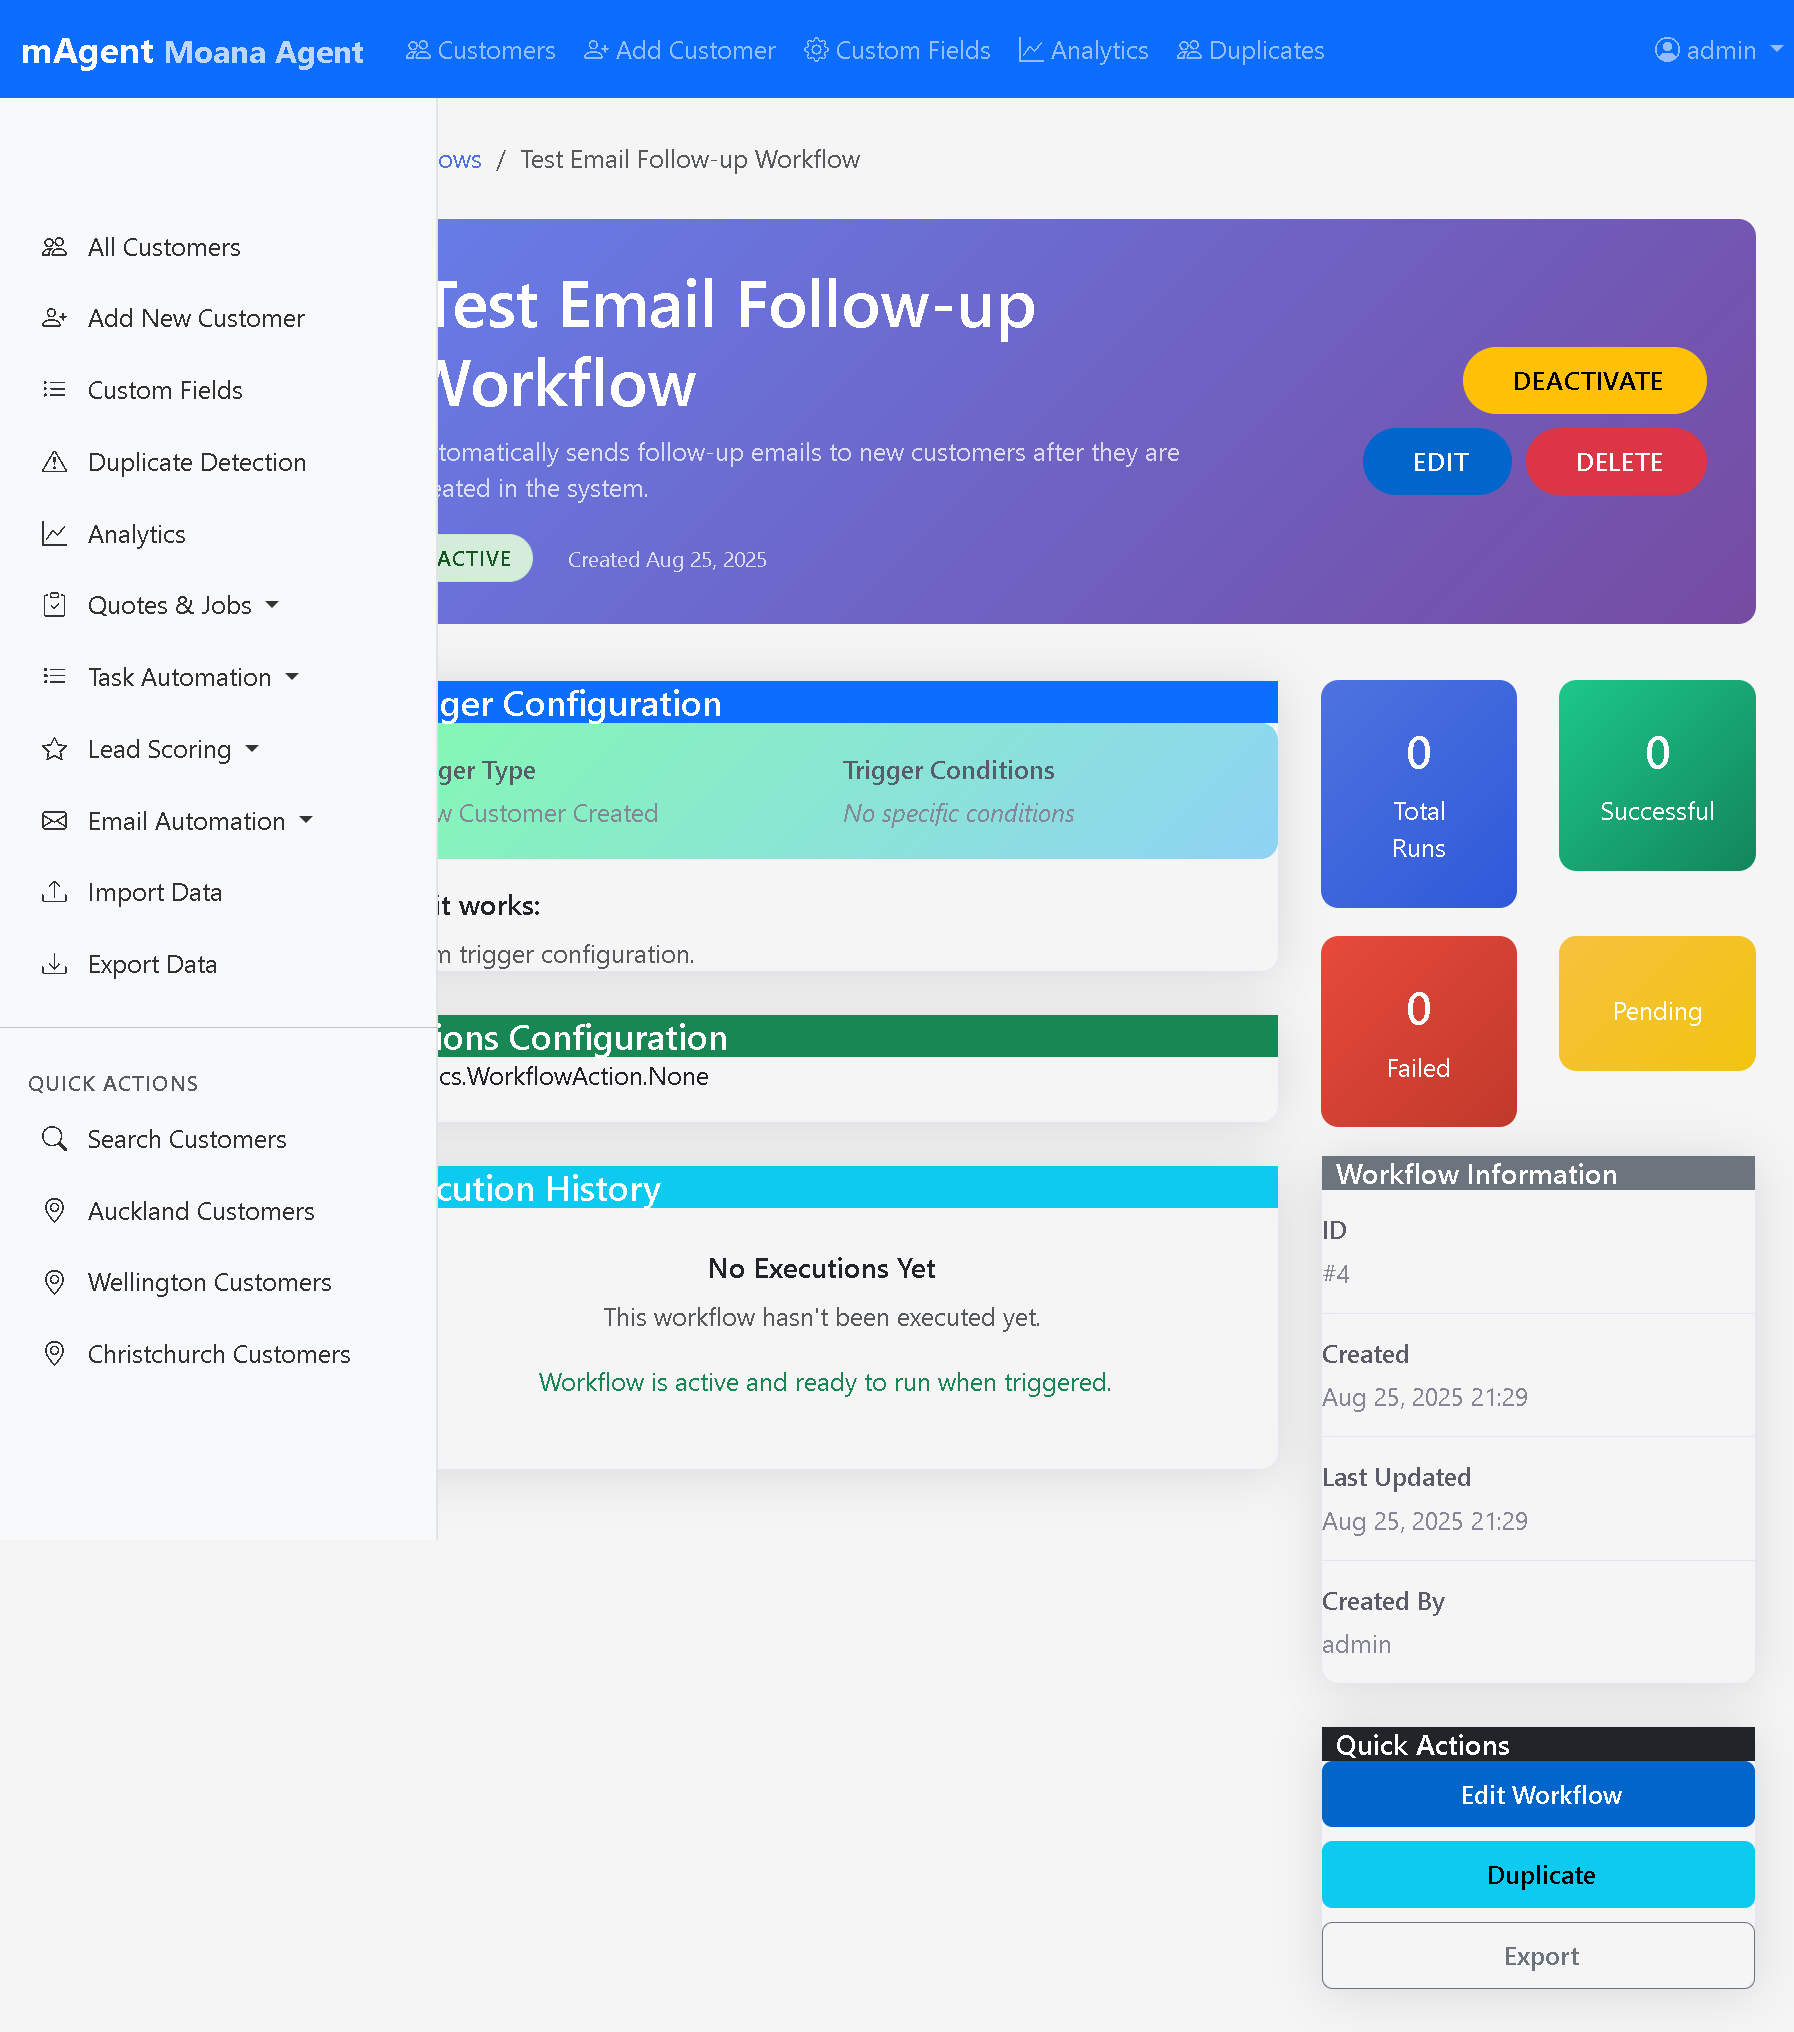 mAgent Moana Agent
Customers
Add Customer
Custom Fields
Analytics
Duplicates
admin
All Customers
Add New Customer
Custom Fields
Duplicate Detection
Analytics
Quotes & Jobs
Task Automation
Lead Scoring
Email Automation
Import Data
Export Data
QUICK ACTIONS
Search Customers
Auckland Customers
Wellington Customers
Christchurch Customers
ows / Test Email Follow-up Workflow
Test Email Follow-up
Workflow
tomatically sends follow-up emails to new customers after they are
eated in the system.
ACTIVE
Created Aug 25, 2025
DEACTIVATE
EDIT
DELETE
ger Configuration
ger Type
w Customer Created
Trigger Conditions
No specific conditions
it works:
m trigger configuration.
ions Configuration
cs.WorkflowAction.None
cution History
No Executions Yet
This workflow hasn't been executed yet.
Workflow is active and ready to run when triggered.
0
Total
Runs
0
Successful
0
Failed
Pending
Workflow Information
ID
#4
Created
Aug 25, 2025 21:29
Last Updated
Aug 25, 2025 21:29
Created By
admin
Quick Actions
Edit Workflow
Duplicate
Export